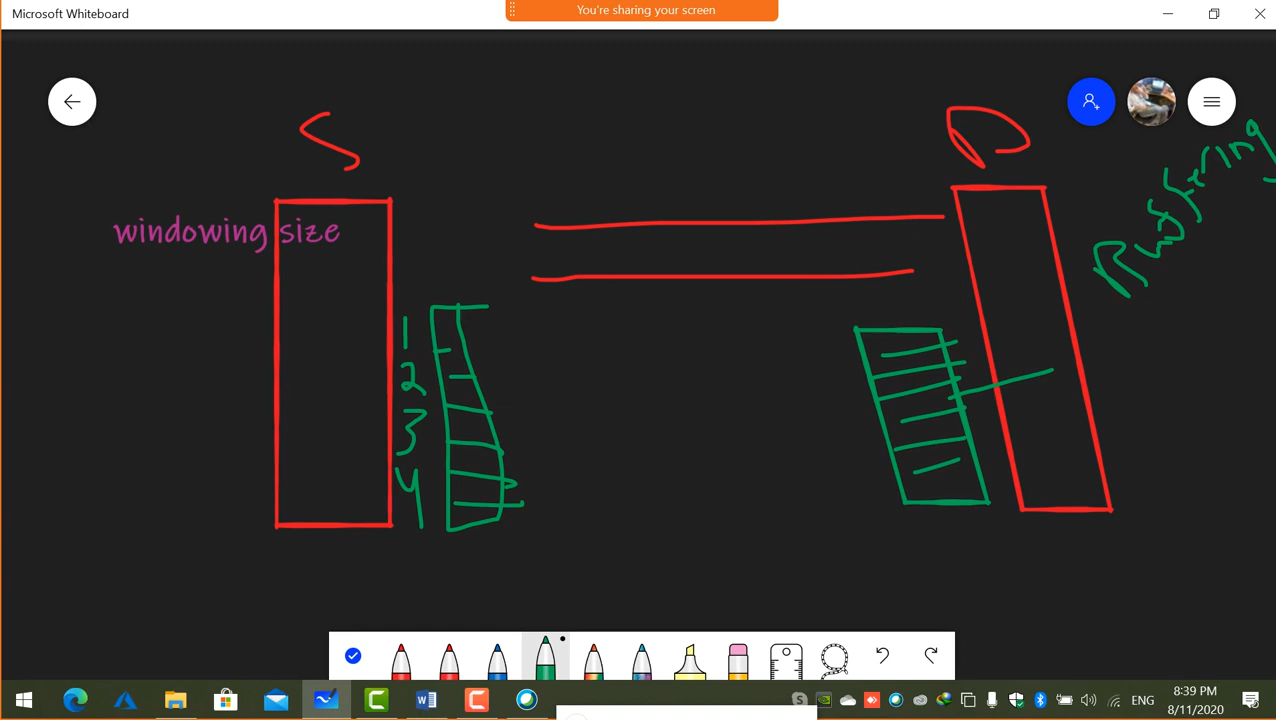 Microsoft Whiteboard
You're sharing your screen
S
D
Buffering
windowing size
1
2
3
4
ENG
8:39 PM
8/11/2020